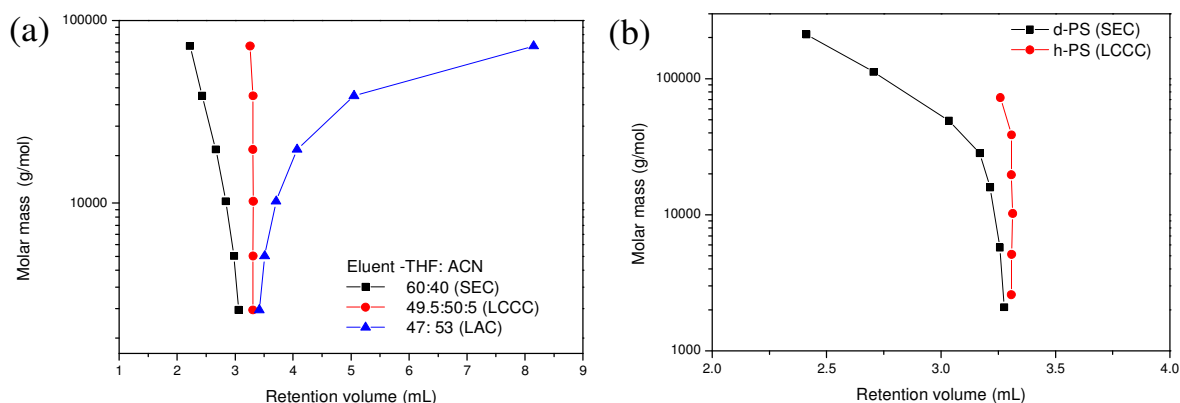 (a)
100000
10000
Molar mass (g/mol)
Eluent -THF: ACN
60:40 (SEC)
49.5:50:5 (LCCC)
47: 53 (LAC)
1 2 3 4 5 6 7 8 9
Retention volume (mL)
(b)
d-PS (SEC)
h-PS (LCCC)
100000
10000
1000
Molar mass (g/mol)
2.0 2.5 3.0 3.5 4.0
Retention volume (mL)